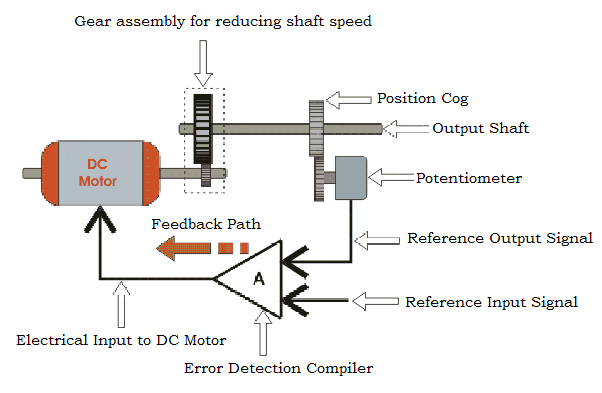 Gear assembly for reducing shaft speed
Position Cog
Output Shaft
DC
Motor
Potentiometer
Feedback Path
Reference Output Signal
A
Reference Input Signal
Electrical Input to DC Motor
Error Detection Compiler